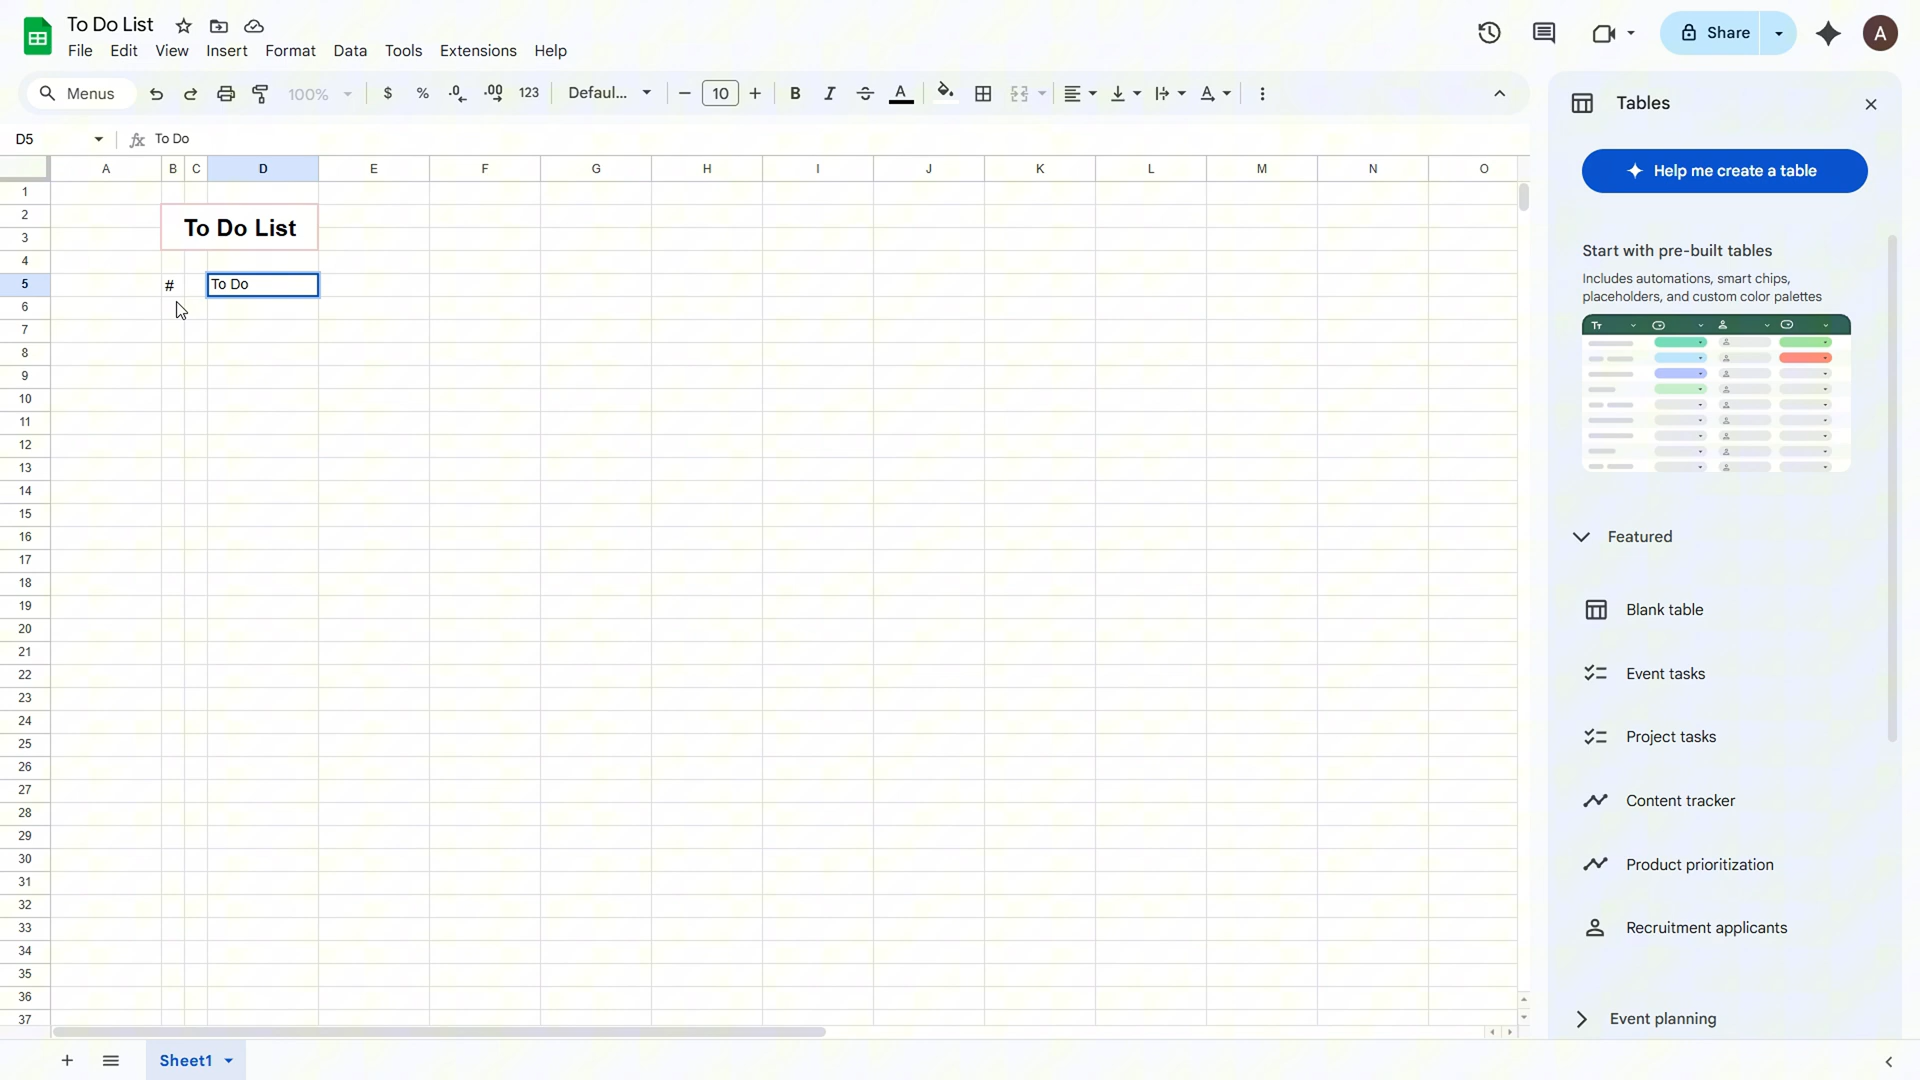 To Do List
File Edit View Insert Format Data Tools Extensions Help
Share
A
Menus 100% $ % .0 .00 123 Defaul... 10 B I A
D5 fx To Do
A B C D E F G H I J K L M N O
1
2
To Do List
3
4
5 # To Do
6
7
8
9
10
11
12
13
14
15
16
17
18
19
20
21
22
23
24
25
26
27
28
29
30
31
32
33
34
35
36
37
Sheet1
Tables
Help me create a table
Start with pre-built tables
Includes automations, smart chips,
placeholders, and custom color palettes
Tт
Featured
Blank table
Event tasks
Project tasks
Content tracker
Product prioritization
Recruitment applicants
Event planning